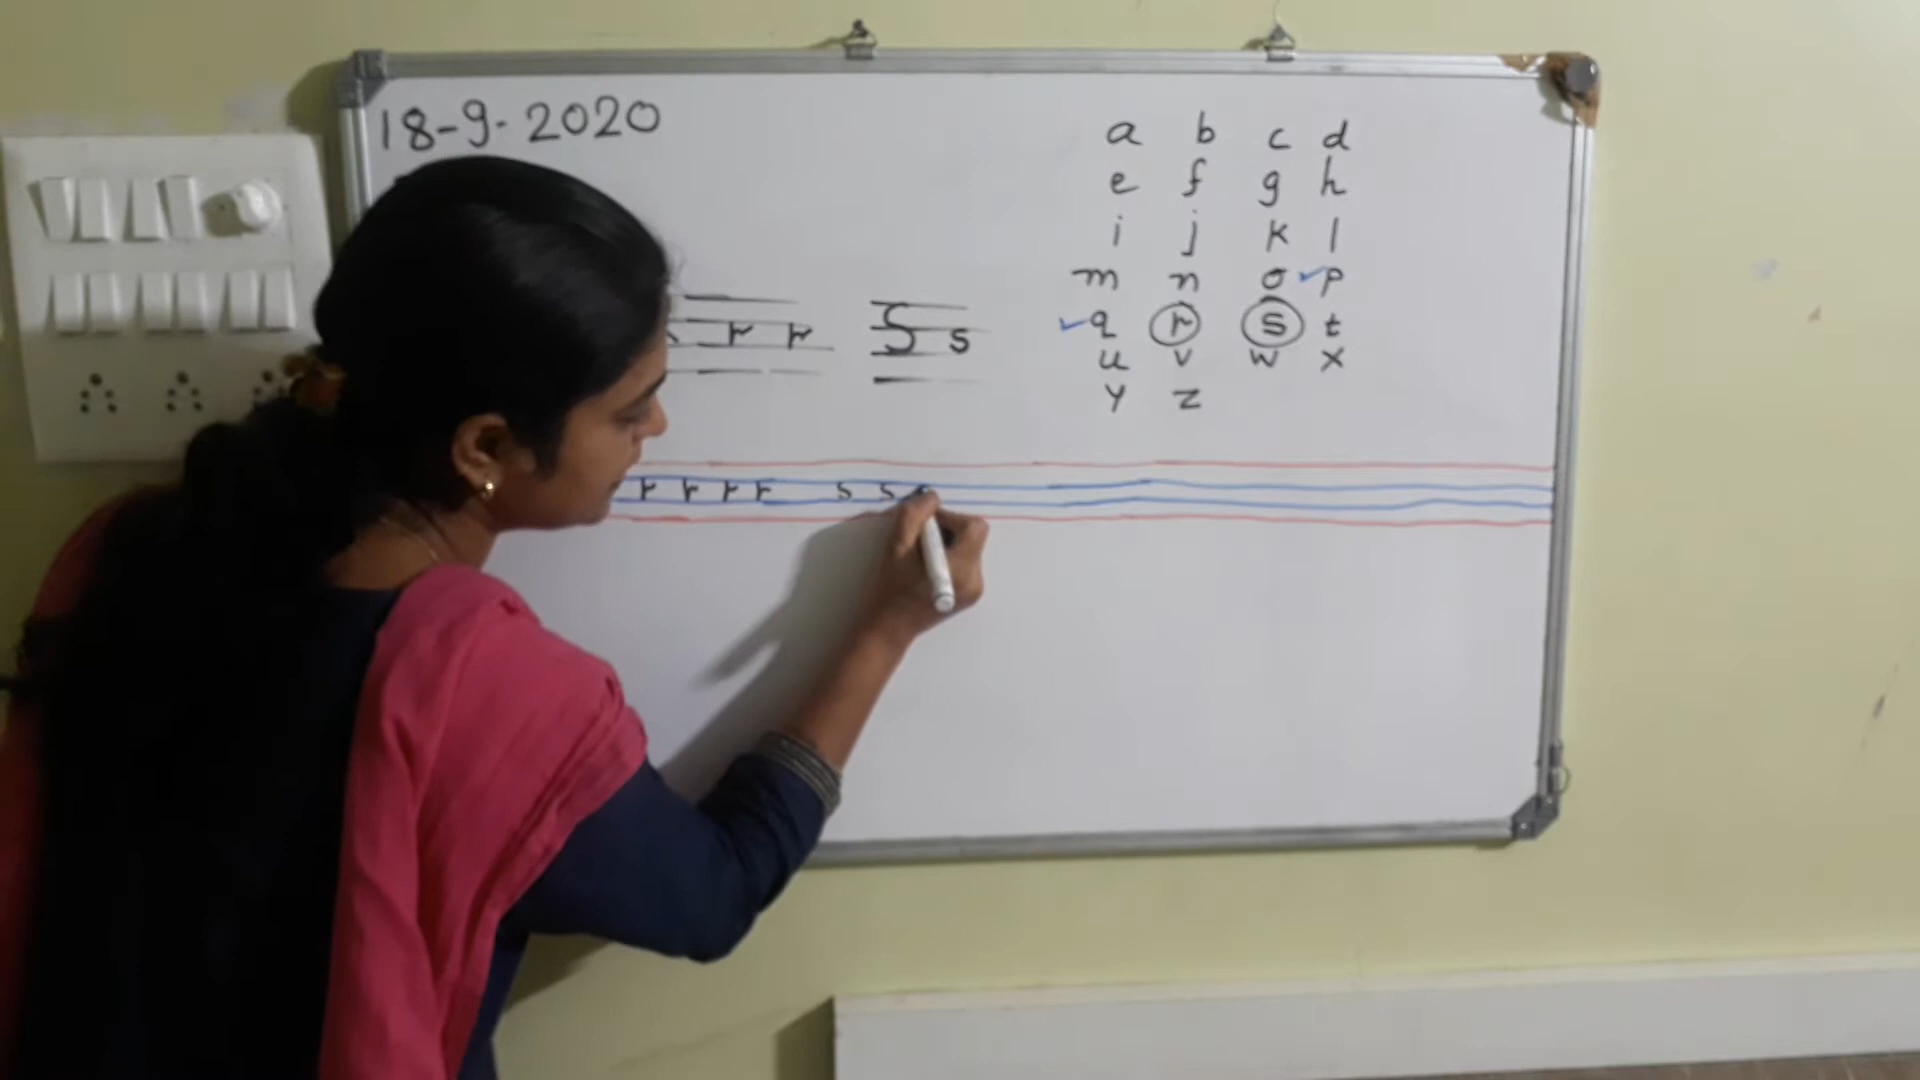 18-9-2020
a b c d
e f g h
i j k l
m n o ✓p
✓q r s t
u v w x
y z
r r S s
r r r r s s